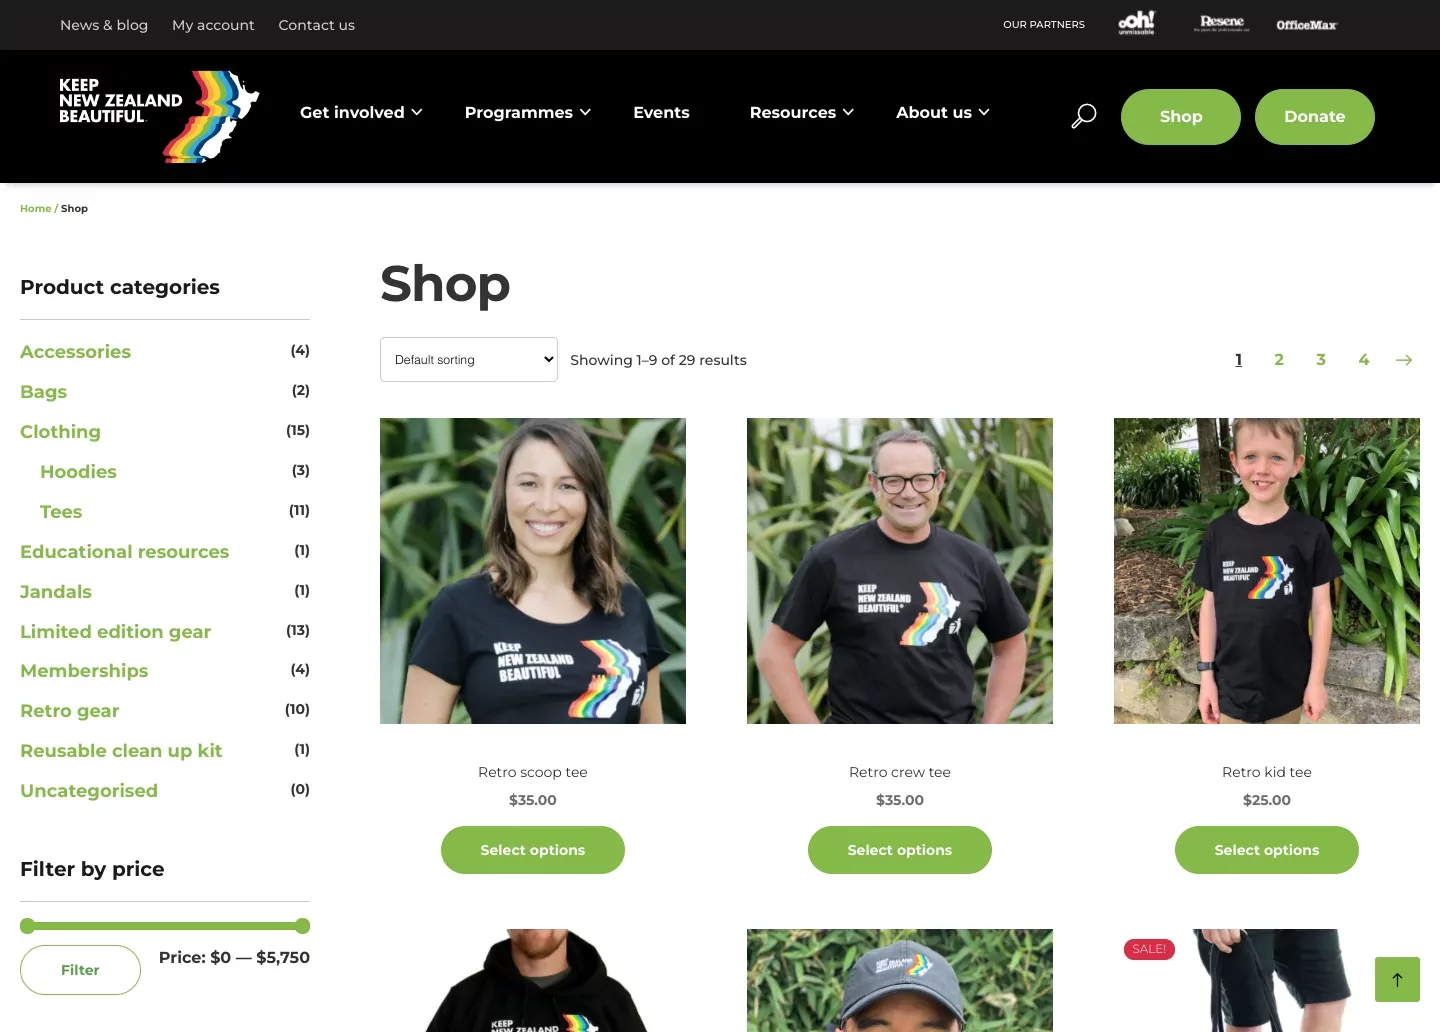 News & blog
My account
Contact us
OUR PARTNERS
oOh!
unmissable
Resene
OfficeMax
KEEP
NEW ZEALAND
BEAUTIFUL
Get involved
Programmes
Events
Resources
About us
Shop
Donate
Home / Shop
Product categories
Accessories (4)
Bags (2)
Clothing (15)
Hoodies (3)
Tees (11)
Educational resources (1)
Jandals (1)
Limited edition gear (13)
Memberships (4)
Retro gear (10)
Reusable clean up kit (1)
Uncategorised (0)
Filter by price
Filter
Price: $0 — $5,750
Shop
Default sorting
Showing 1–9 of 29 results
1 2 3 4 →
KEEP
NEW ZEALAND
BEAUTIFUL®
KEEP
NEW ZEALAND
BEAUTIFUL®
KEEP
NEW ZEALAND
BEAUTIFUL
Retro scoop tee
$35.00
Select options
Retro crew tee
$35.00
Select options
Retro kid tee
$25.00
Select options
KEEP
NEW ZEALAND
KEEP
NEW ZEALAND
BEAUTIFUL
SALE!